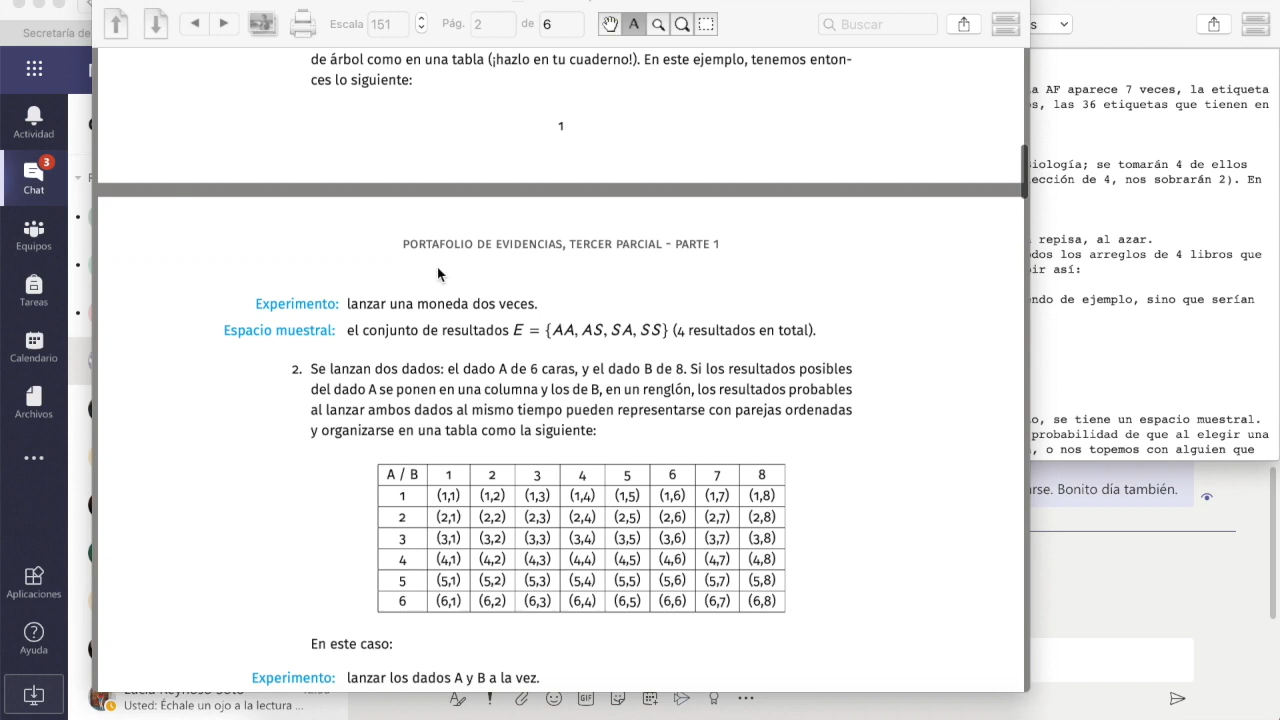 Secretaría de
Escala 151
Pág. 2 de 6
Buscar
s
Actividad
3
Chat
Equipos
Tareas
Calendario
Archivos
Aplicaciones
Ayuda
de árbol como en una tabla (¡hazlo en tu cuaderno!). En este ejemplo, tenemos enton-
ces lo siguiente:
1
PORTAFOLIO DE EVIDENCIAS, TERCER PARCIAL - PARTE 1
Experimento: lanzar una moneda dos veces.
Espacio muestral: el conjunto de resultados E = {AA, AS, SA, SS} (4 resultados en total).
2. Se lanzan dos dados: el dado A de 6 caras, y el dado B de 8. Si los resultados posibles
del dado A se ponen en una columna y los de B, en un renglón, los resultados probables
al lanzar ambos dados al mismo tiempo pueden representarse con parejas ordenadas
y organizarse en una tabla como la siguiente:
A / B 1 2 3 4 5 6 7 8
1 (1,1) (1,2) (1,3) (1,4) (1,5) (1,6) (1,7) (1,8)
2 (2,1) (2,2) (2,3) (2,4) (2,5) (2,6) (2,7) (2,8)
3 (3,1) (3,2) (3,3) (3,4) (3,5) (3,6) (3,7) (3,8)
4 (4,1) (4,2) (4,3) (4,4) (4,5) (4,6) (4,7) (4,8)
5 (5,1) (5,2) (5,3) (5,4) (5,5) (5,6) (5,7) (5,8)
6 (6,1) (6,2) (6,3) (6,4) (6,5) (6,6) (6,7) (6,8)
En este caso:
Experimento: lanzar los dados A y B a la vez.
a AF aparece 7 veces, la etiqueta
s, las 36 etiquetas que tienen en
iología; se tomarán 4 de ellos
ección de 4, nos sobrarán 2). En
repisa, al azar.
dos los arreglos de 4 libros que
ir así:
ndo de ejemplo, sino que serían
o, se tiene un espacio muestral.
probabilidad de que al elegir una
, o nos topemos con alguien que
rse. Bonito día también.
Usted: Échale un ojo a la lectura ...
GIF